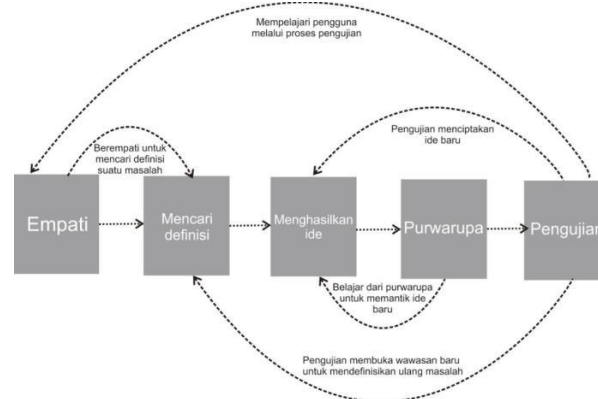 Mempelajari pengguna
melalui proses pengujian
Berempati untuk
mencari definisi
suatu masalah
Pengujian menciptakan
ide baru
Empati
Mencari
definisi
Menghasilkan
ide
Purwarupa
Pengujian
Belajar dari purwarupa
untuk memantik ide
baru
Pengujian membuka wawasan baru
untuk mendefinisikan ulang masalah